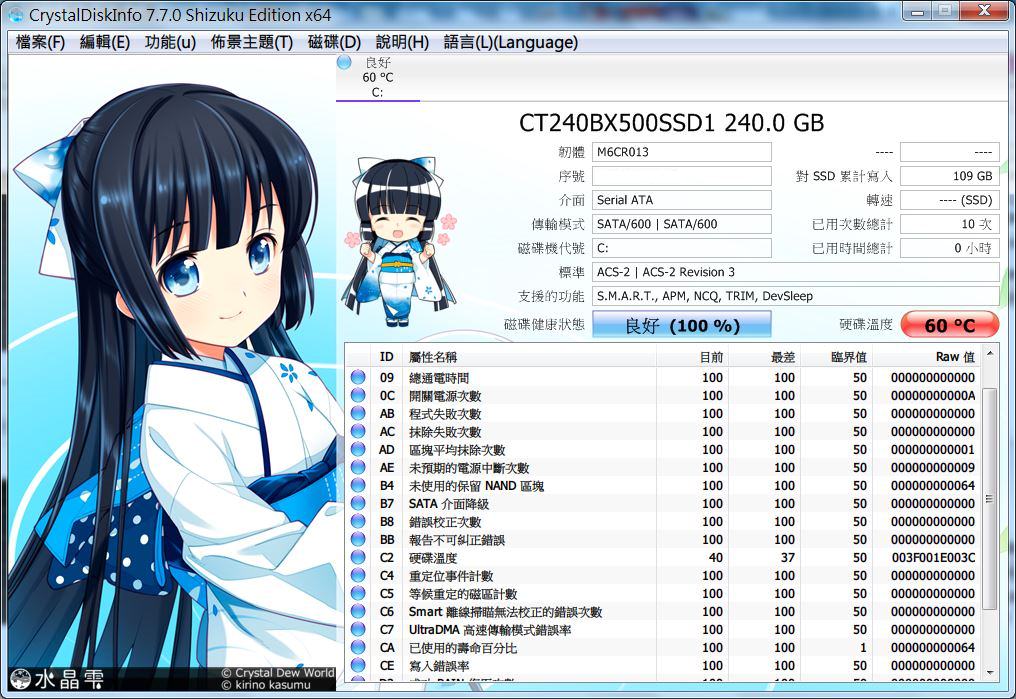 CrystalDiskInfo 7.7.0 Shizuku Edition x64
檔案(F) 編輯(E) 功能(u) 佈景主題(T) 磁碟(D) 說明(H) 語言(L)(Language)
良好
60 °C
C:
CT240BX500SSD1 240.0 GB
韌體 M6CR013 ---- ----
序號 對 SSD 累計寫入 109 GB
介面 Serial ATA 轉速 ---- (SSD)
傳輸模式 SATA/600 | SATA/600 已用次數總計 10 次
磁碟機代號 C: 已用時間總計 0 小時
標準 ACS-2 | ACS-2 Revision 3
支援的功能 S.M.A.R.T., APM, NCQ, TRIM, DevSleep
磁碟健康狀態 良好 (100 %) 硬碟溫度 60 °C
ID 屬性名稱 目前 最差 臨界值 Raw 值
09 總通電時間 100 100 50 000000000000
0C 開關電源次數 100 100 50 00000000000A
AB 程式失敗次數 100 100 50 000000000000
AC 抹除失敗次數 100 100 50 000000000000
AD 區塊平均抹除次數 100 100 50 000000000001
AE 未預期的電源中斷次數 100 100 50 000000000009
B4 未使用的保留 NAND 區塊 100 100 50 000000000064
B7 SATA 介面降級 100 100 50 000000000000
B8 錯誤校正次數 100 100 50 000000000000
BB 報告不可糾正錯誤 100 100 50 000000000000
C2 硬碟溫度 40 37 50 003F001E003C
C4 重定位事件計數 100 100 50 000000000000
C5 等候重定的磁區計數 100 100 50 000000000000
C6 Smart 離線掃瞄無法校正的錯誤次數 100 100 50 000000000000
C7 UltraDMA 高速傳輸模式錯誤率 100 100 50 000000000000
CA 已使用的壽命百分比 100 100 1 000000000064
CE 寫入錯誤率 100 100 50 000000000000
水晶雫
© Crystal Dew World
© kirino kasumu